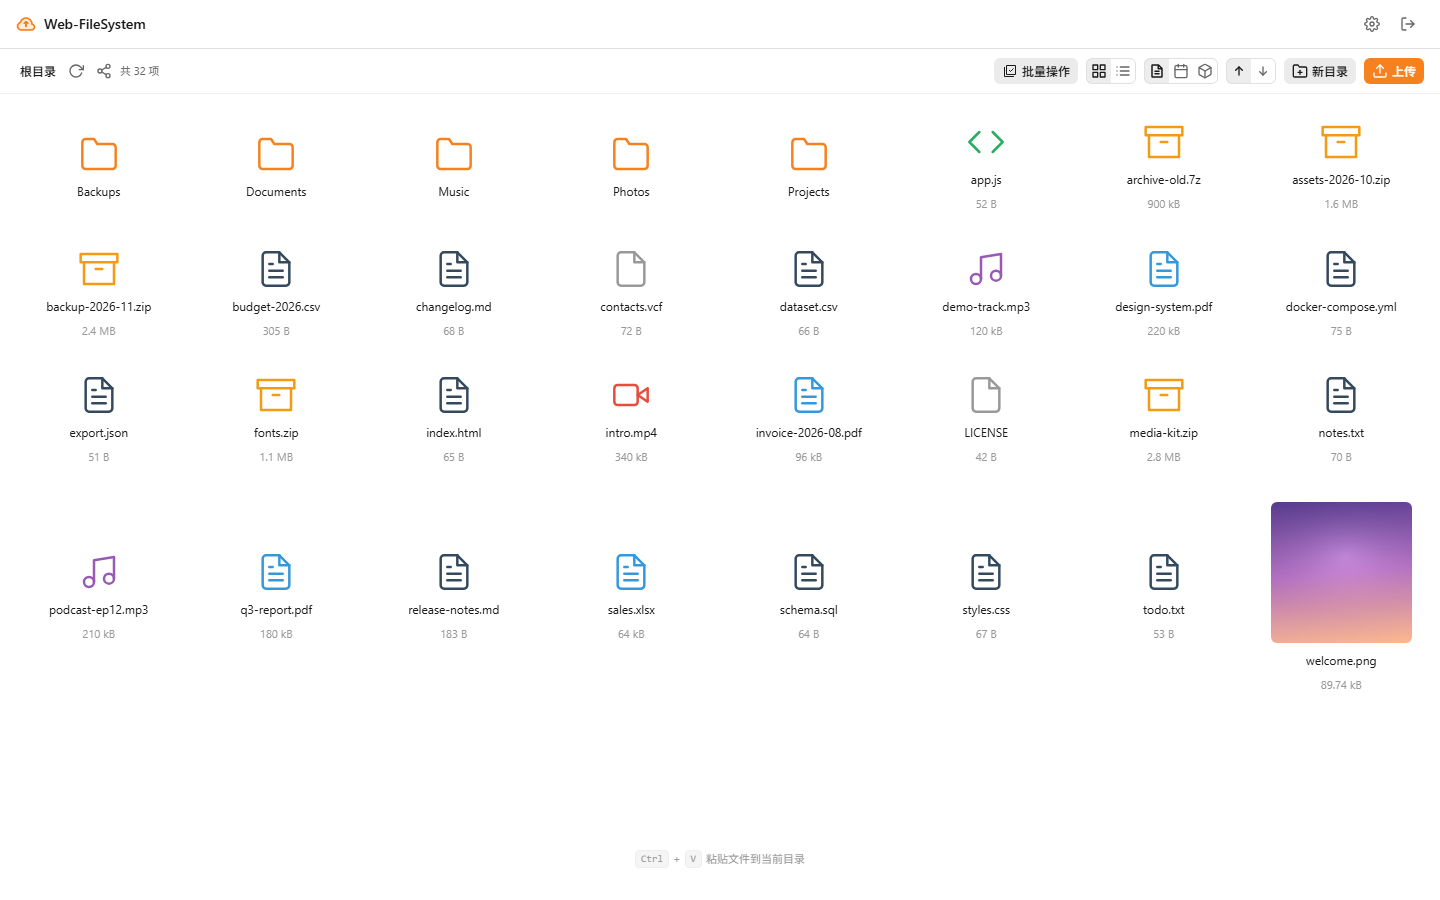 Web-FileSystem
根目录 共 32 项 批量操作 新目录 上传
Backups Documents Music Photos Projects app.js archive-old.7z assets-2026-10.zip
52 B 900 kB 1.6 MB
backup-2026-11.zip budget-2026.csv changelog.md contacts.vcf dataset.csv demo-track.mp3 design-system.pdf docker-compose.yml
2.4 MB 305 B 68 B 72 B 66 B 120 kB 220 kB 75 B
export.json fonts.zip index.html intro.mp4 invoice-2026-08.pdf LICENSE media-kit.zip notes.txt
51 B 1.1 MB 65 B 340 kB 96 kB 42 B 2.8 MB 70 B
podcast-ep12.mp3 q3-report.pdf release-notes.md sales.xlsx schema.sql styles.css todo.txt
210 kB 180 kB 183 B 64 kB 64 B 67 B 53 B
welcome.png
89.74 kB
Ctrl + V 粘贴文件到当前目录